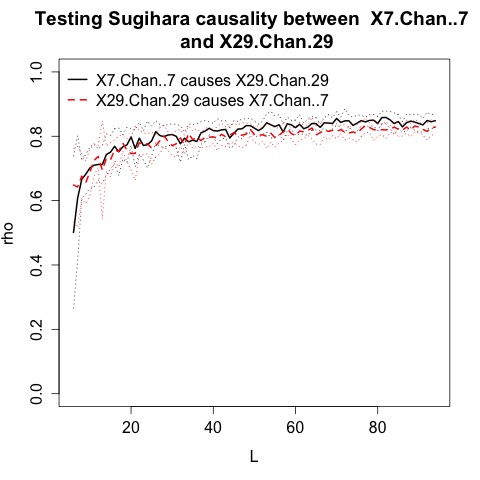 Testing Sugihara causality between  X7.Chan..7
and X29.Chan.29
X7.Chan..7 causes X29.Chan.29
X29.Chan.29 causes X7.Chan..7
rho
1.0
0.8
0.6
0.4
0.2
0.0
20 40 60 80
L